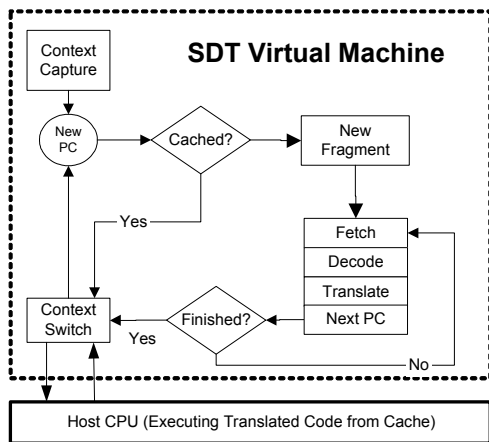 SDT Virtual Machine
Context
Capture
New
PC
Cached?
New
Fragment
Yes
Fetch
Decode
Translate
Next PC
Context
Switch
Finished?
Yes
No
Host CPU (Executing Translated Code from Cache)